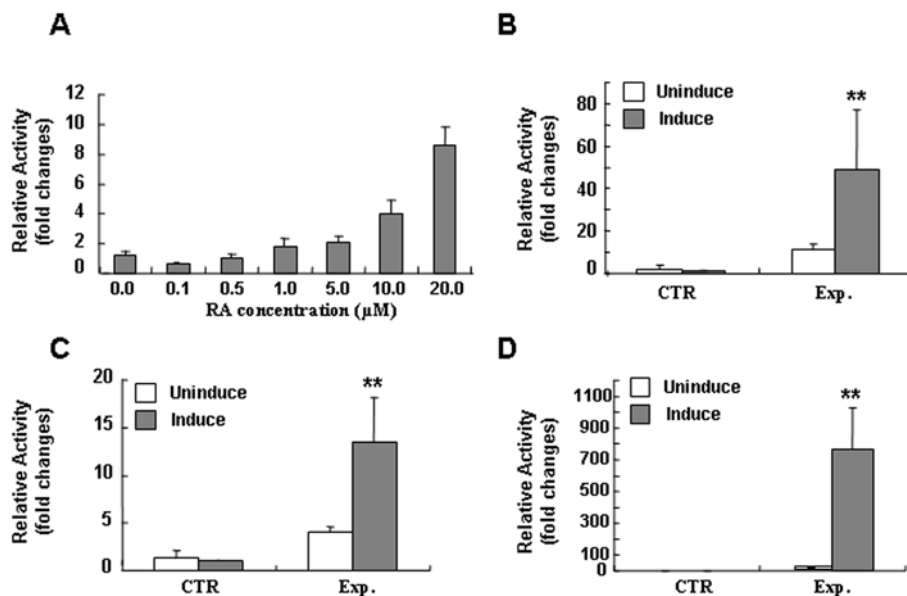 A
Relative Activity
(fold changes)
12
10
8
6
4
2
0
0.0 0.1 0.5 1.0 5.0 10.0 20.0
RA concentration (µM)
B
Relative Activity
(fold changes)
80
60
40
20
0
Uninduce
Induce
**
CTR Exp.
C
Relative Activity
(fold changes)
20
15
10
5
0
Uninduce
Induce
**
CTR Exp.
D
Relative Activity
(fold changes)
1100
900
700
500
300
100
0
Uninduce
Induce
**
CTR Exp.